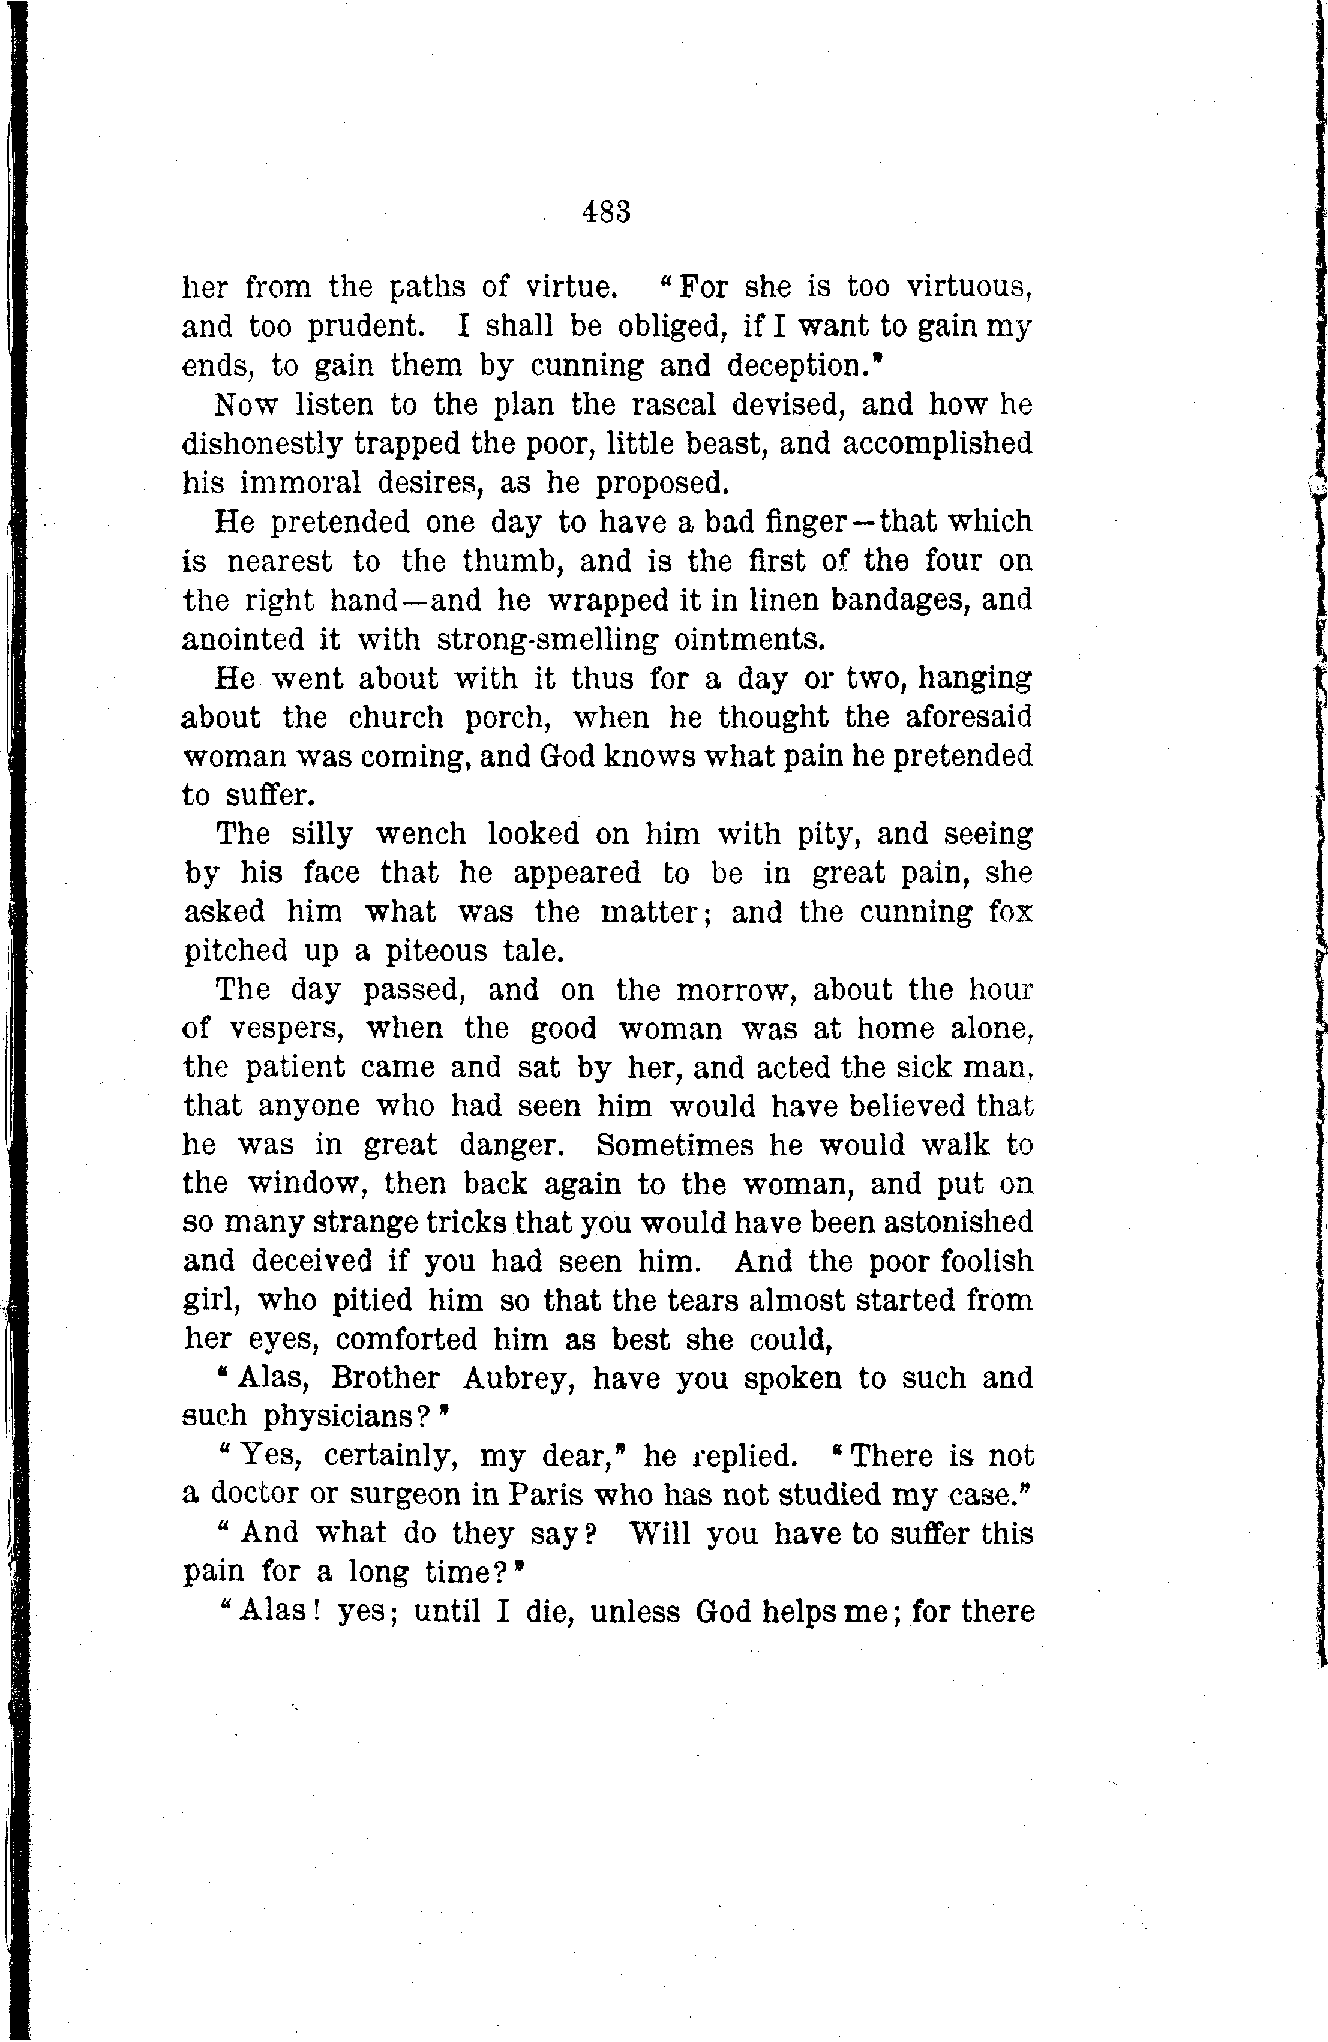 483
her from the paths of virtue. "For she is too virtuous,
and too prudent. I shall be obliged, if I want to gain my
ends, to gain them by cunning and deception."
Now listen to the plan the rascal devised, and how he
dishonestly trapped the poor, little beast, and accomplished
his immoral desires, as he proposed.
He pretended one day to have a bad finger—that which
is nearest to the thumb, and is the first of the four on
the right hand—and he wrapped it in linen bandages, and
anointed it with strong-smelling ointments.
He went about with it thus for a day or two, hanging
about the church porch, when he thought the aforesaid
woman was coming, and God knows what pain he pretended
to suffer.
The silly wench looked on him with pity, and seeing
by his face that he appeared to be in great pain, she
asked him what was the matter; and the cunning fox
pitched up a piteous tale.
The day passed, and on the morrow, about the hour
of vespers, when the good woman was at home alone,
the patient came and sat by her, and acted the sick man,
that anyone who had seen him would have believed that
he was in great danger. Sometimes he would walk to
the window, then back again to the woman, and put on
so many strange tricks that you would have been astonished
and deceived if you had seen him. And the poor foolish
girl, who pitied him so that the tears almost started from
her eyes, comforted him as best she could,
"Alas, Brother Aubrey, have you spoken to such and
such physicians?"
"Yes, certainly, my dear," he replied. "There is not
a doctor or surgeon in Paris who has not studied my case."
"And what do they say? Will you have to suffer this
pain for a long time?"
"Alas! yes; until I die, unless God helps me; for there